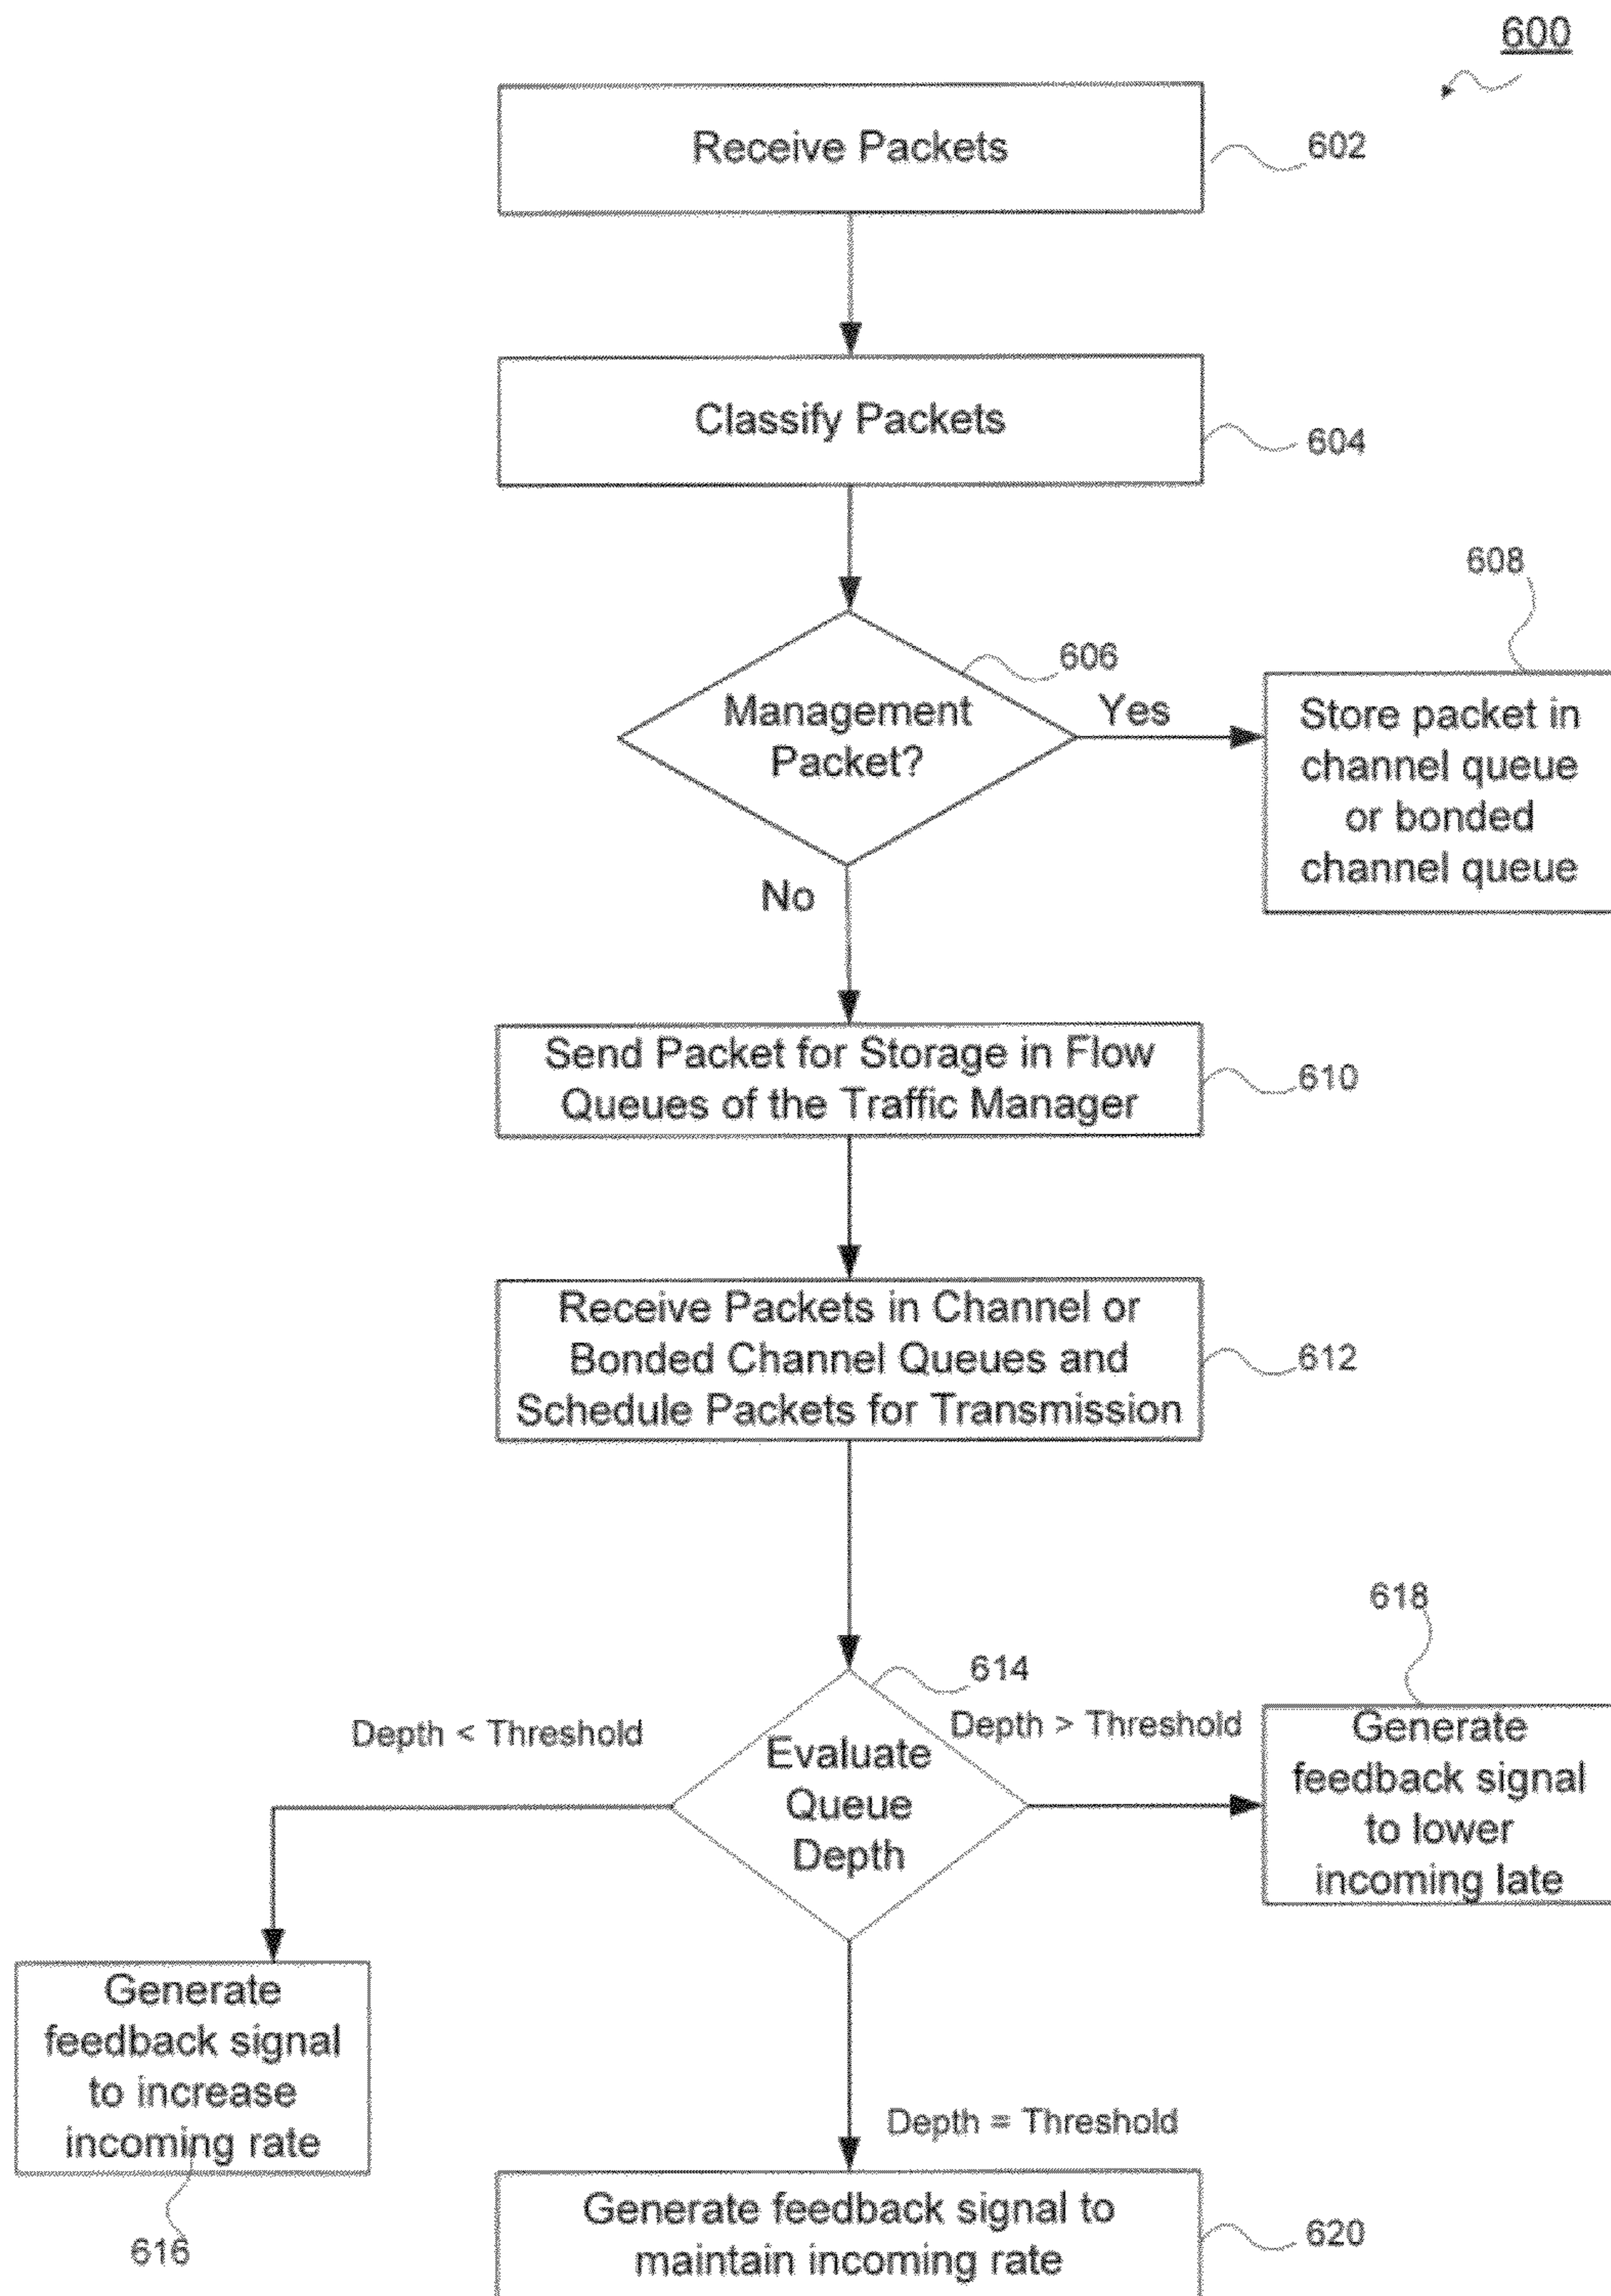 600
Receive Packets
602
Classify Packets
604
608
606
Management
Packet?
Yes
Store packet in
channel queue
or bonded
channel queue
No
Send Packet for Storage in Flow
Queues of the Traffic Manager
610
Receive Packets in Channel or
Bonded Channel Queues and
Schedule Packets for Transmission
612
618
614
Depth < Threshold
Depth > Threshold
Evaluate
Queue
Depth
Generate
feedback signal
to lower
incoming late
Generate
feedback signal
to increase
incoming rate
616
Depth = Threshold
Generate feedback signal to
maintain incoming rate
620